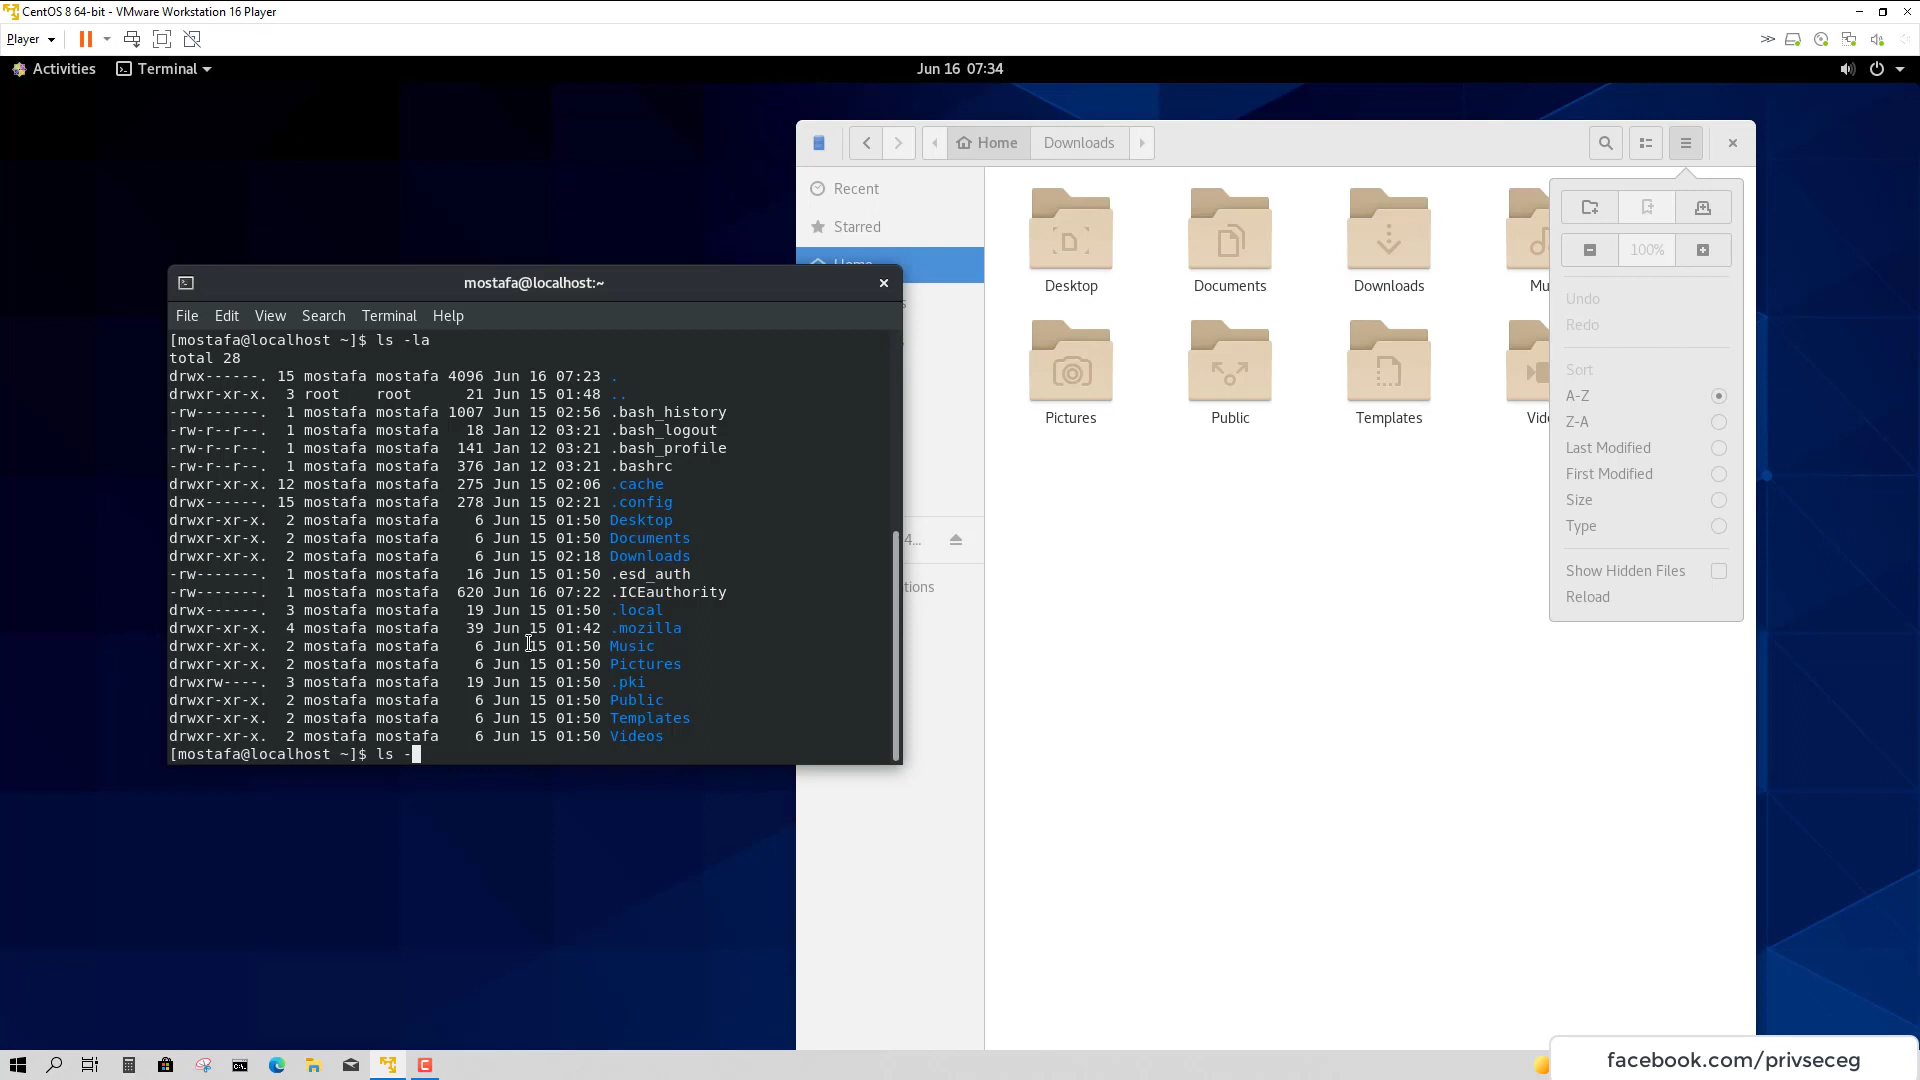 CentOS 8 64-bit - VMware Workstation 16 Player
Player
Activities
Terminal
Jun 16 07:34
Home
Downloads
Recent
Starred
100%
Desktop
Documents
Downloads
Undo
Redo
Pictures
Public
Templates
Sort
A-Z
Z-A
Last Modified
First Modified
Size
Type
Show Hidden Files
Reload
4...
mostafa@localhost:~
File Edit View Search Terminal Help
[mostafa@localhost ~]$ ls -la
total 28
drwx------. 15 mostafa mostafa 4096 Jun 16 07:23 .
drwxr-xr-x. 3 root root 21 Jun 15 01:48 ..
-rw-------. 1 mostafa mostafa 1007 Jun 15 02:56 .bash_history
-rw-r--r--. 1 mostafa mostafa 18 Jan 12 03:21 .bash_logout
-rw-r--r--. 1 mostafa mostafa 141 Jan 12 03:21 .bash_profile
-rw-r--r--. 1 mostafa mostafa 376 Jan 12 03:21 .bashrc
drwxr-xr-x. 12 mostafa mostafa 275 Jun 15 02:06 .cache
drwx------. 15 mostafa mostafa 278 Jun 15 02:21 .config
drwxr-xr-x. 2 mostafa mostafa 6 Jun 15 01:50 Desktop
drwxr-xr-x. 2 mostafa mostafa 6 Jun 15 01:50 Documents
drwxr-xr-x. 2 mostafa mostafa 6 Jun 15 02:18 Downloads
-rw-------. 1 mostafa mostafa 16 Jun 15 01:50 .esd_auth
-rw-------. 1 mostafa mostafa 620 Jun 16 07:22 .ICEauthority
drwx------. 3 mostafa mostafa 19 Jun 15 01:50 .local
drwxr-xr-x. 4 mostafa mostafa 39 Jun 15 01:42 .mozilla
drwxr-xr-x. 2 mostafa mostafa 6 Jun 15 01:50 Music
drwxr-xr-x. 2 mostafa mostafa 6 Jun 15 01:50 Pictures
drwxrw----. 3 mostafa mostafa 19 Jun 15 01:50 .pki
drwxr-xr-x. 2 mostafa mostafa 6 Jun 15 01:50 Public
drwxr-xr-x. 2 mostafa mostafa 6 Jun 15 01:50 Templates
drwxr-xr-x. 2 mostafa mostafa 6 Jun 15 01:50 Videos
[mostafa@localhost ~]$ ls -
facebook.com/privseceg